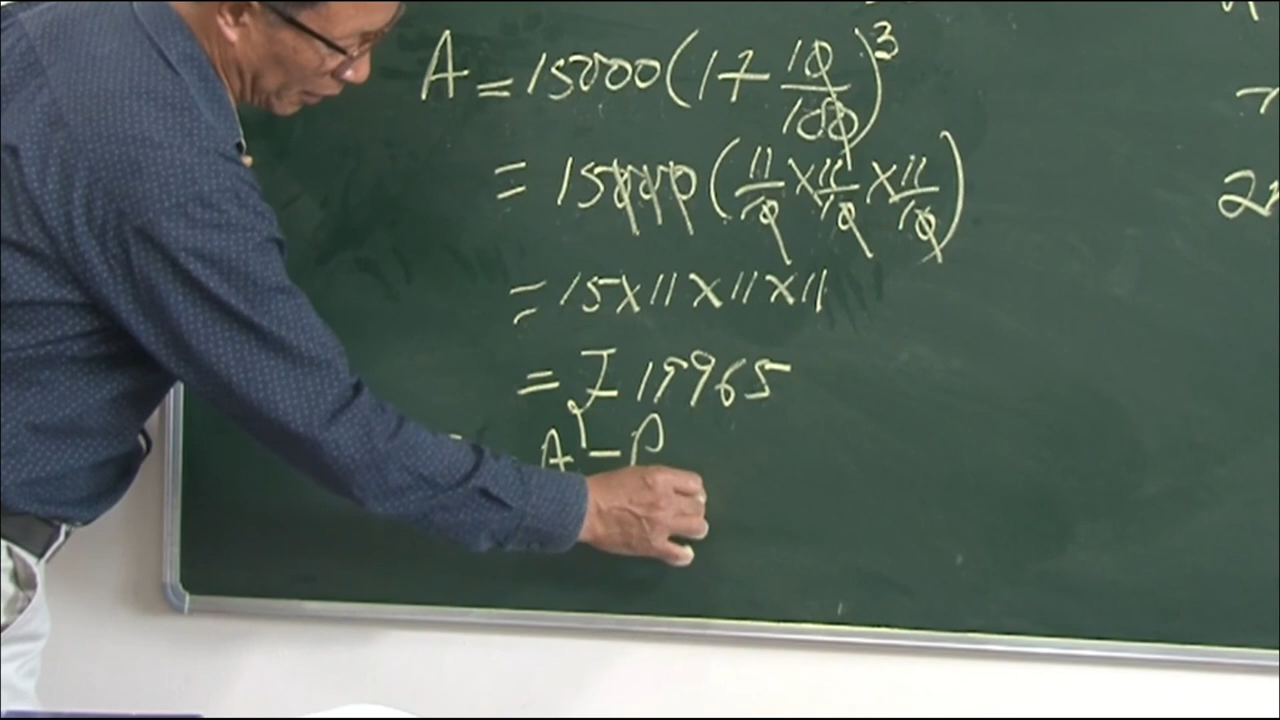 A = 15000(1+10/100)³
= 15000(11/10×11/10×11/10)
= 15×11×11×11
= ₹19965
A - P